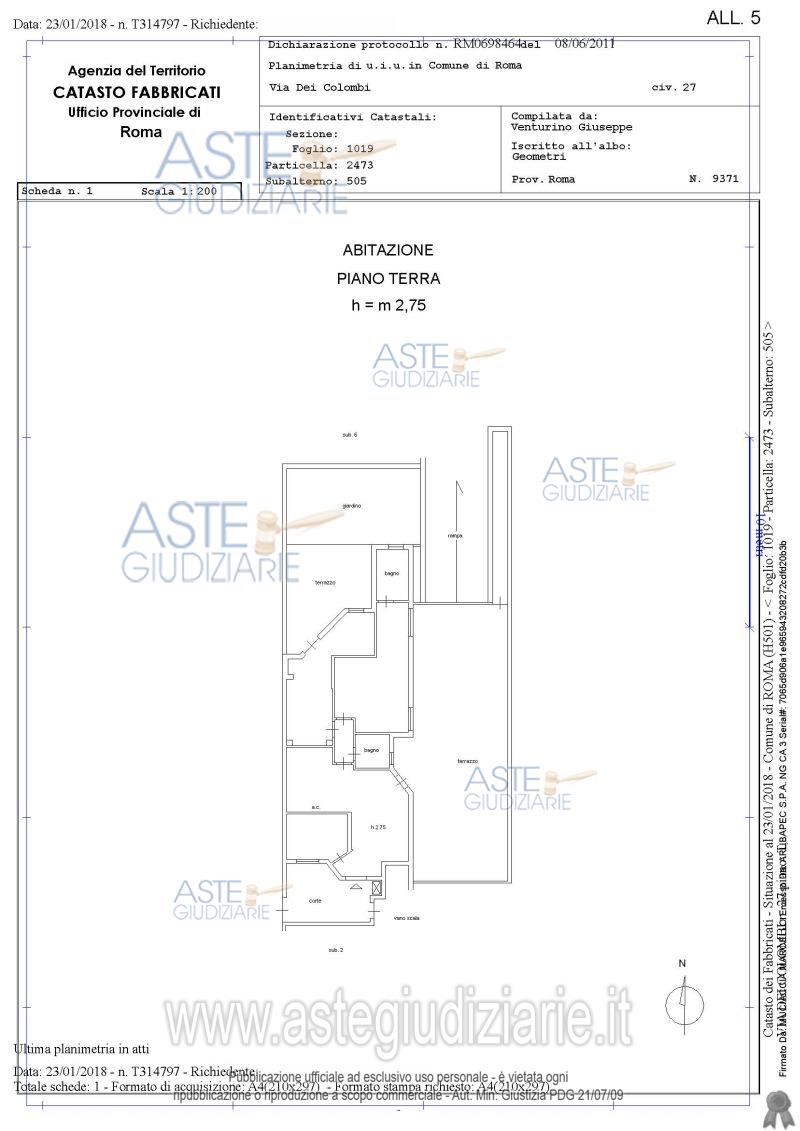 ALL. 5
Data: 23/01/2018 - n. T314797 - Richiedente:
Agenzia del Territorio
CATASTO FABBRICATI
Ufficio Provinciale di
Roma
Dichiarazione protocollo n. RM0698464 del 08/06/2011
Planimetria di u.i.u. in Comune di Roma
Via Dei Colombi civ. 27
Identificativi Catastali:
Sezione:
Foglio: 1019
Particella: 2473
Subalterno: 505
Compilata da:
Venturino Giuseppe
Iscritto all'albo:
Geometri
Prov. Roma N. 9371
Scheda n. 1 Scala 1:200
ASTE
GIUDIZIARIE
ABITAZIONE
PIANO TERRA
h = m 2,75
ASTE
GIUDIZIARIE
sub. 6
ASTE
GIUDIZIARIE
giardino
ASTE
GIUDIZIARIE
rampa
bagno
terrazzo
bagno
terrazzo
ASTE
GIUDIZIARIE
a.c.
h.2.75
ASTE
GIUDIZIARIE
corte
vano scala
sub. 2
N
www.astegiudiziarie.it
10 metri
Catasto dei Fabbricati - Situazione al 23/01/2018 - Comune di ROMA (H501) - < Foglio: 1019 - Particella: 2473 - Subalterno: 505 >
Firmato Da: ARUBAPEC S.P.A. NG CA 3 Serial#: 7065d906a1e965943208272cdfd20b3b
Ultima planimetria in atti
Data: 23/01/2018 - n. T314797 - Richiedente:
Totale schede: 1 - Formato di acquisizione: A4(210x297) - Formato stampa richiesto: A4(210x297)
Pubblicazione ufficiale ad esclusivo uso personale - è vietata ogni
ripubblicazione o riproduzione a scopo commerciale - Aut. Min. Giustizia PDG 21/07/09